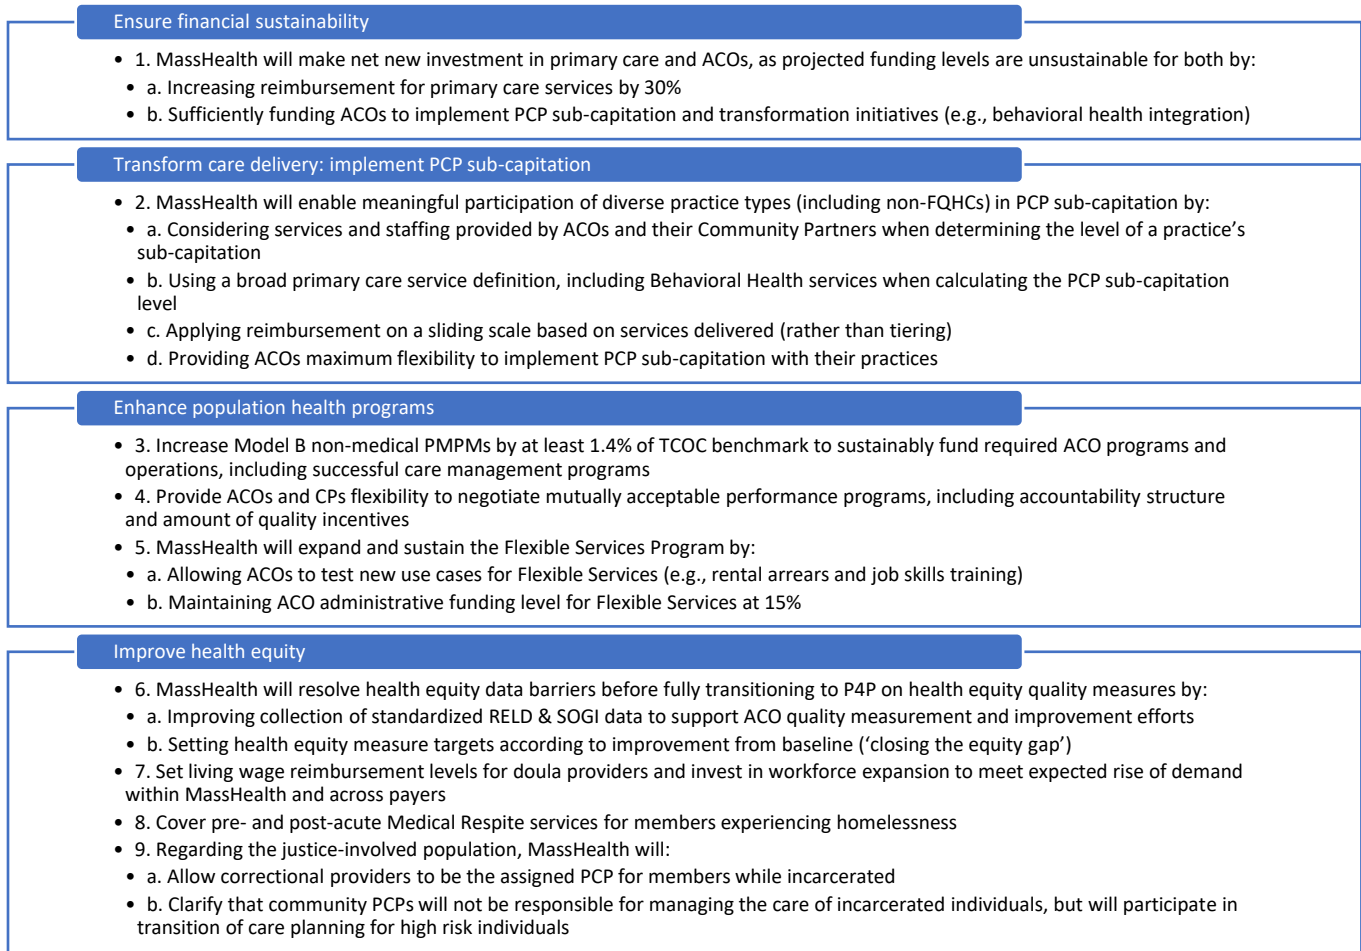 Ensure financial sustainability
• 1. MassHealth will make net new investment in primary care and ACOs, as projected funding levels are unsustainable for both by:
• a. Increasing reimbursement for primary care services by 30%
• b. Sufficiently funding ACOs to implement PCP sub-capitation and transformation initiatives (e.g., behavioral health integration)
Transform care delivery: implement PCP sub-capitation
• 2. MassHealth will enable meaningful participation of diverse practice types (including non-FQHCs) in PCP sub-capitation by:
• a. Considering services and staffing provided by ACOs and their Community Partners when determining the level of a practice's
sub-capitation
• b. Using a broad primary care service definition, including Behavioral Health services when calculating the PCP sub-capitation
level
• c. Applying reimbursement on a sliding scale based on services delivered (rather than tiering)
• d. Providing ACOs maximum flexibility to implement PCP sub-capitation with their practices
Enhance population health programs
• 3. Increase Model B non-medical PMPMs by at least 1.4% of TCOC benchmark to sustainably fund required ACO programs and
operations, including successful care management programs
• 4. Provide ACOs and CPs flexibility to negotiate mutually acceptable performance programs, including accountability structure
and amount of quality incentives
• 5. MassHealth will expand and sustain the Flexible Services Program by:
• a. Allowing ACOs to test new use cases for Flexible Services (e.g., rental arrears and job skills training)
• b. Maintaining ACO administrative funding level for Flexible Services at 15%
Improve health equity
• 6. MassHealth will resolve health equity data barriers before fully transitioning to P4P on health equity quality measures by:
• a. Improving collection of standardized RELD & SOGI data to support ACO quality measurement and improvement efforts
• b. Setting health equity measure targets according to improvement from baseline ('closing the equity gap')
• 7. Set living wage reimbursement levels for doula providers and invest in workforce expansion to meet expected rise of demand
within MassHealth and across payers
• 8. Cover pre- and post-acute Medical Respite services for members experiencing homelessness
• 9. Regarding the justice-involved population, MassHealth will:
• a. Allow correctional providers to be the assigned PCP for members while incarcerated
• b. Clarify that community PCPs will not be responsible for managing the care of incarcerated individuals, but will participate in
transition of care planning for high risk individuals